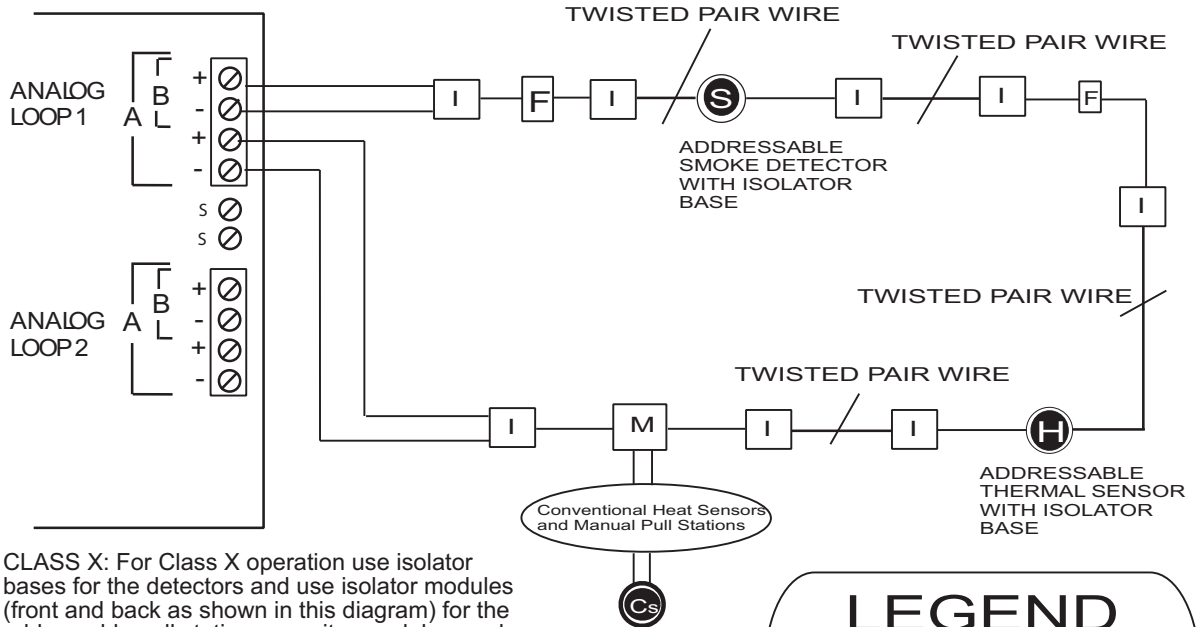 TWISTED PAIR WIRE
TWISTED PAIR WIRE
ANALOG
LOOP 1
A
B
+
-
+
-
S
S
I
F
I
S
I
I
F
ADDRESSABLE
SMOKE DETECTOR
WITH ISOLATOR
BASE
I
TWISTED PAIR WIRE
ANALOG
LOOP 2
A
B
+
-
+
-
TWISTED PAIR WIRE
I
M
I
I
H
ADDRESSABLE
THERMAL SENSOR
WITH ISOLATOR
BASE
Conventional Heat Sensors
and Manual Pull Stations
Cs
CLASS X: For Class X operation use isolator
bases for the detectors and use isolator modules
(front and back as shown in this diagram) for the
LEGEND